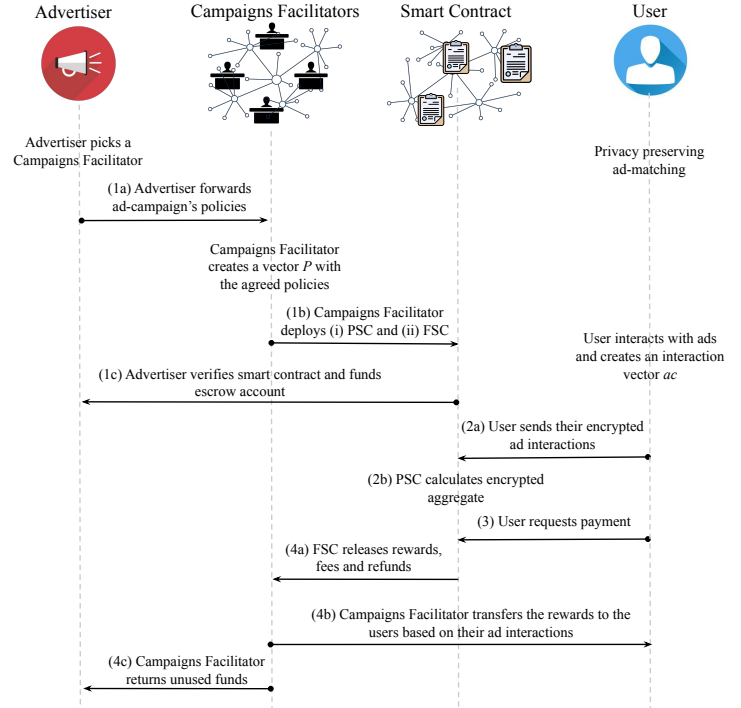 Advertiser
Campaigns Facilitators
Smart Contract
User
Advertiser picks a
Campaigns Facilitator
Privacy preserving
ad-matching
(1a) Advertiser forwards
ad-campaign's policies
Campaigns Facilitator
creates a vector P with
the agreed policies
(1b) Campaigns Facilitator
deploys (i) PSC and (ii) FSC
User interacts with ads
and creates an interaction
vector ac
(1c) Advertiser verifies smart contract and funds
escrow account
(2a) User sends their encrypted
ad interactions
(2b) PSC calculates encrypted
aggregate
(3) User requests payment
(4a) FSC releases rewards,
fees and refunds
(4b) Campaigns Facilitator transfers the rewards to the
users based on their ad interactions
(4c) Campaigns Facilitator
returns unused funds